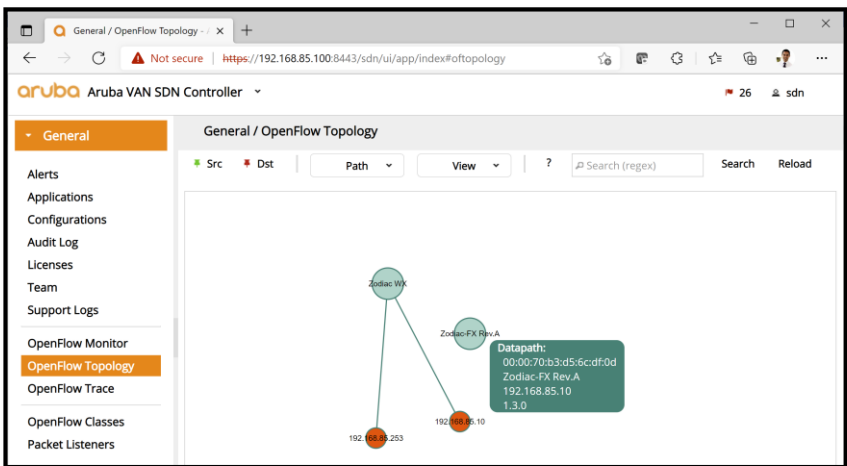 General / OpenFlow Topology - A
Not secure | https://192.168.85.100:8443/sdn/ui/app/index#oftopology
aruba Aruba VAN SDN Controller
26 sdn
General
General / OpenFlow Topology
Src Dst Path View ? Search (regex) Search Reload
Alerts
Applications
Configurations
Audit Log
Licenses
Team
Support Logs
OpenFlow Monitor
OpenFlow Topology
OpenFlow Trace
OpenFlow Classes
Packet Listeners
Zodiac WX
Zodiac-FX Rev.A
Datapath:
00:00:70:b3:d5:6c:df:0d
Zodiac-FX Rev.A
192.168.85.10
1.3.0
192.168.85.10
192.168.85.253